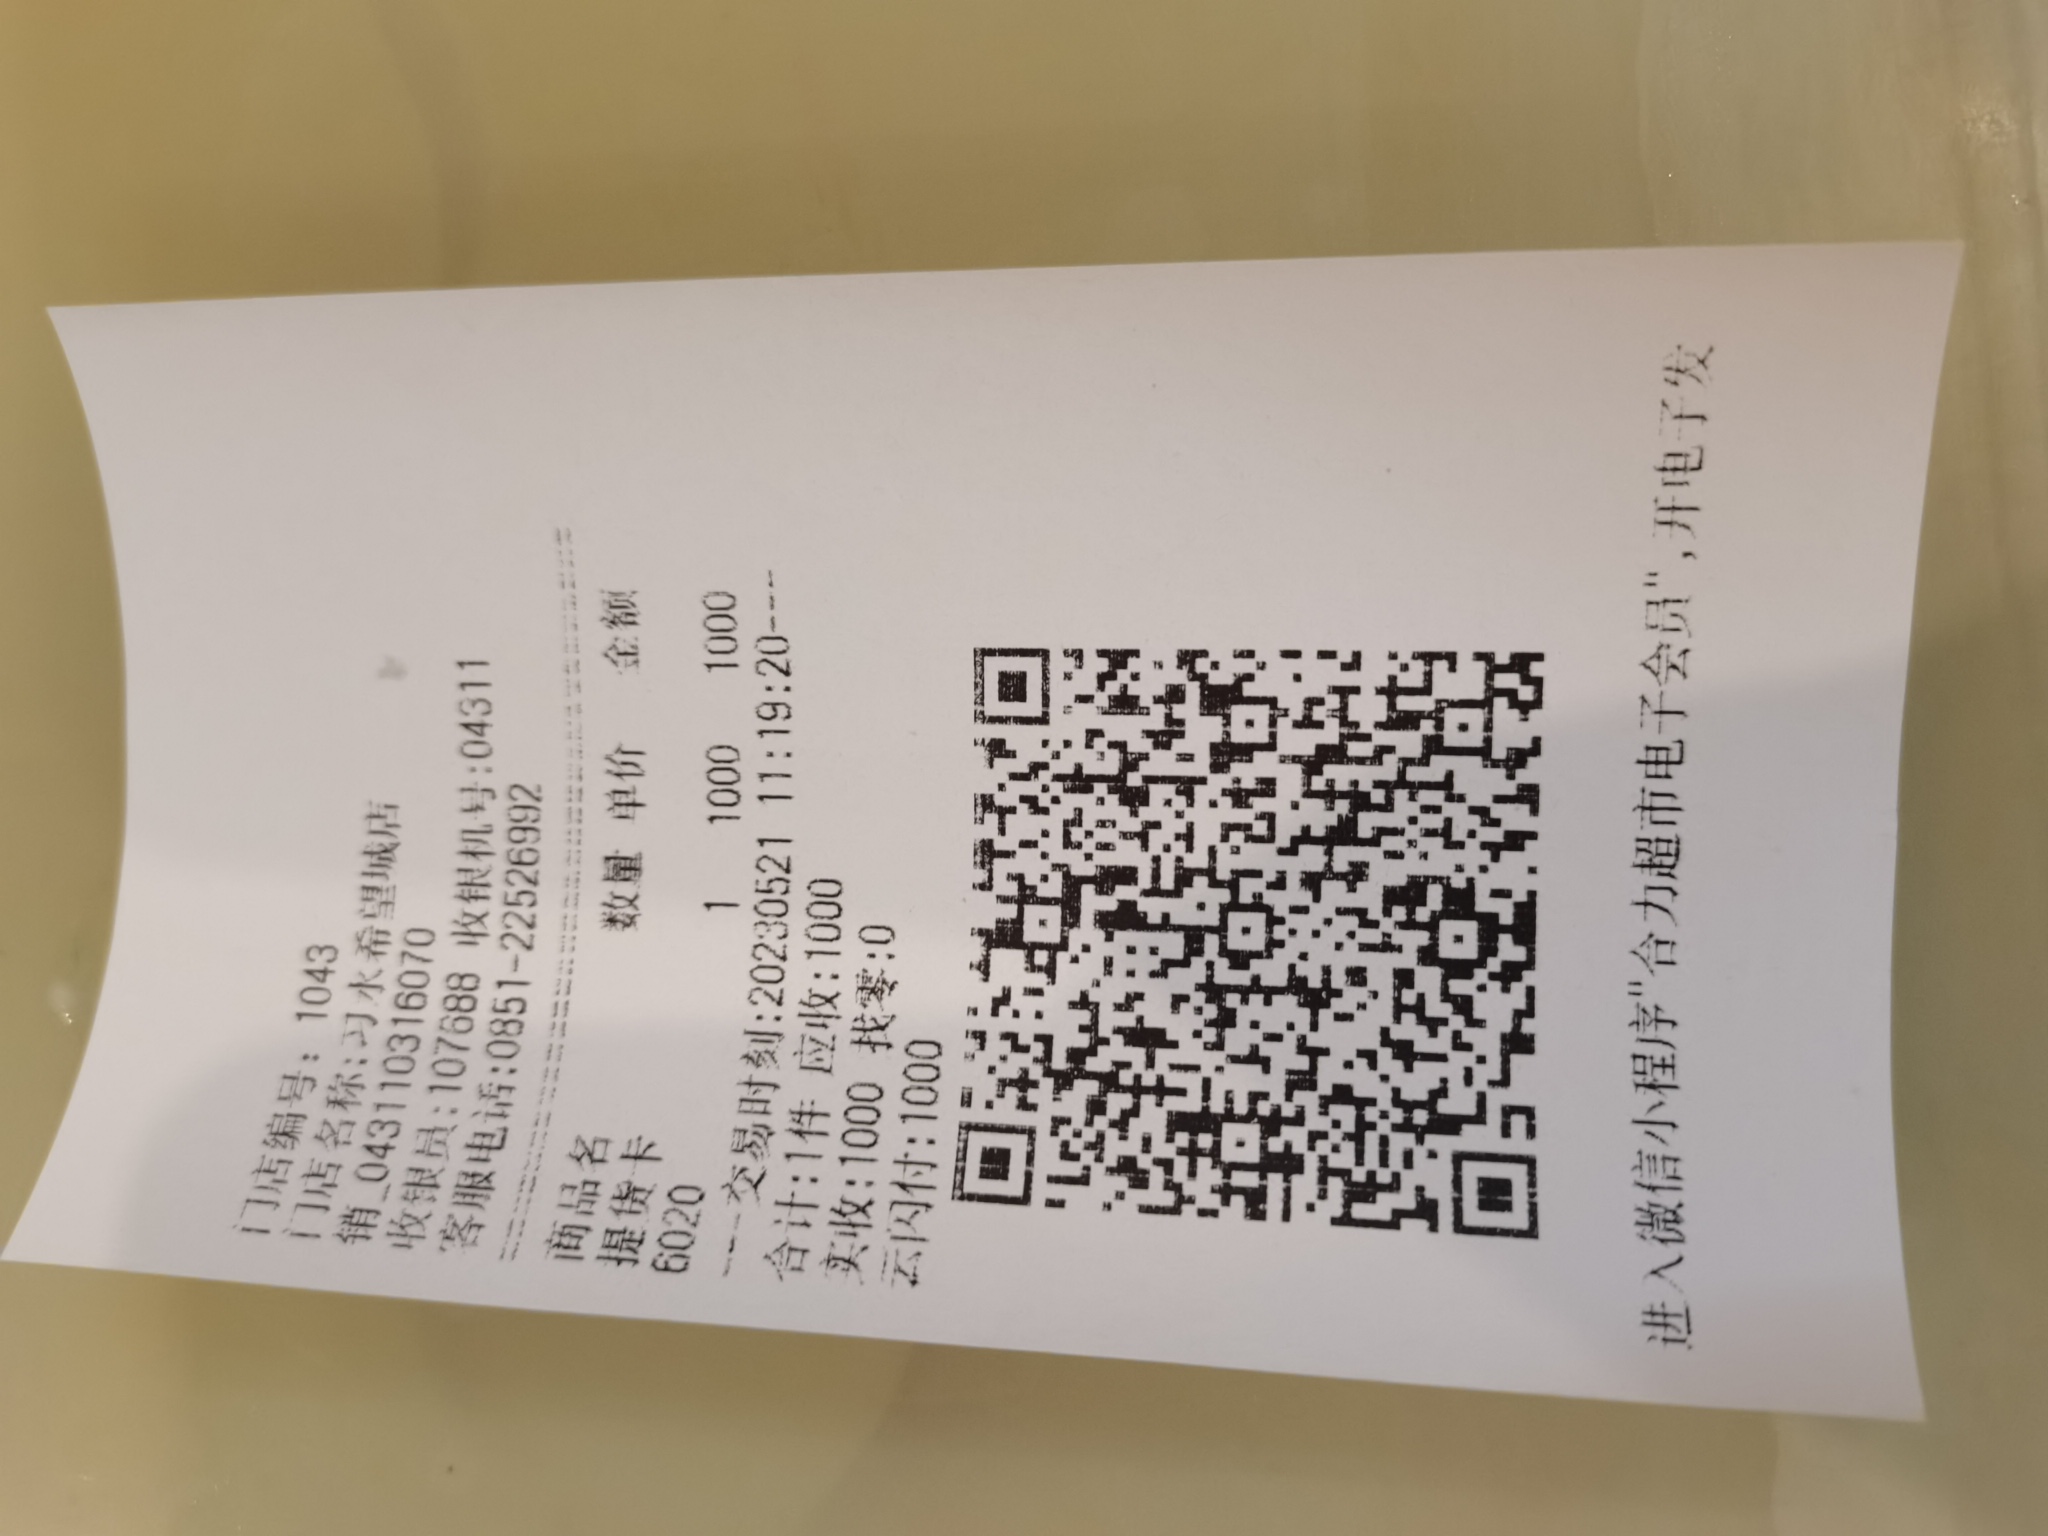 门店编号: 1043
门店名称:习水希望城店
销_0431103116070
收银员:107688 收银机号:04311
客服电话:0851-22526992
商品名 数量 单价 金额
提货卡
6020 1 1000 1000
----交易时刻:20230521 11:19:20----
合计:1件 应收:1000
实收:1000 找零:0
云闪付:1000
进入微信小程序"合力超市电子会员",开电子发